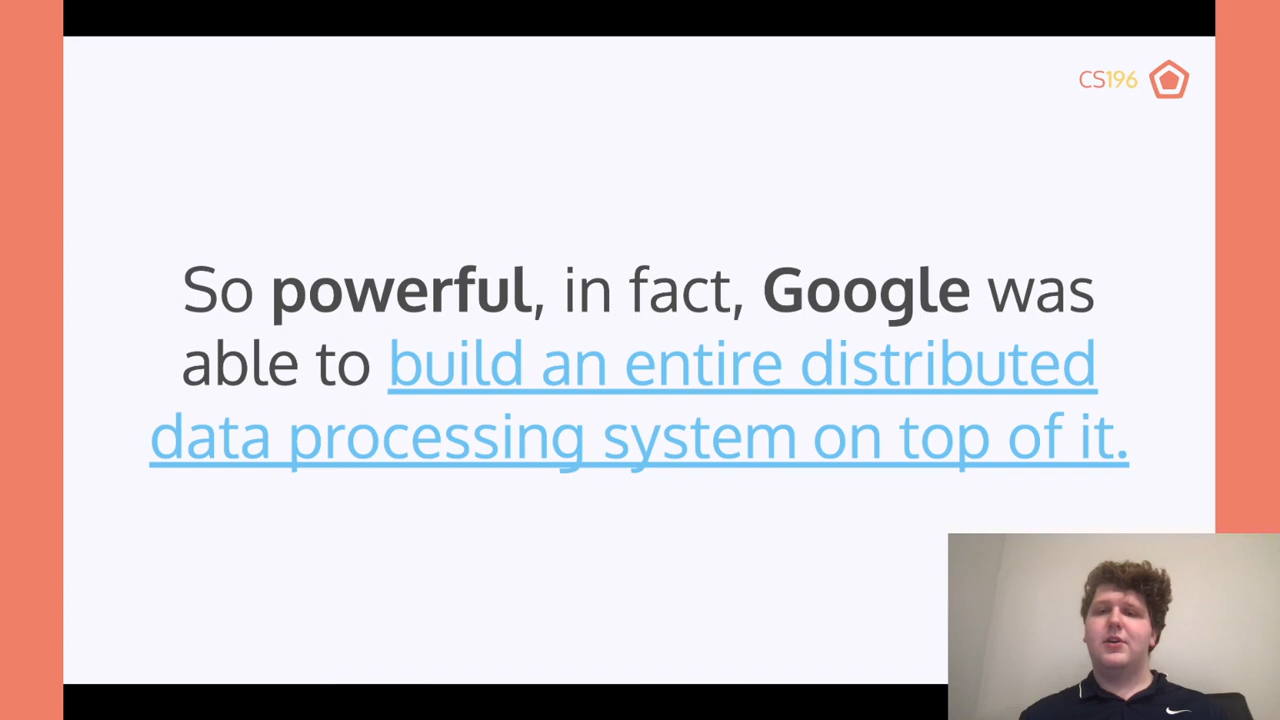 CS196
So powerful, in fact, Google was
able to build an entire distributed
data processing system on top of it.